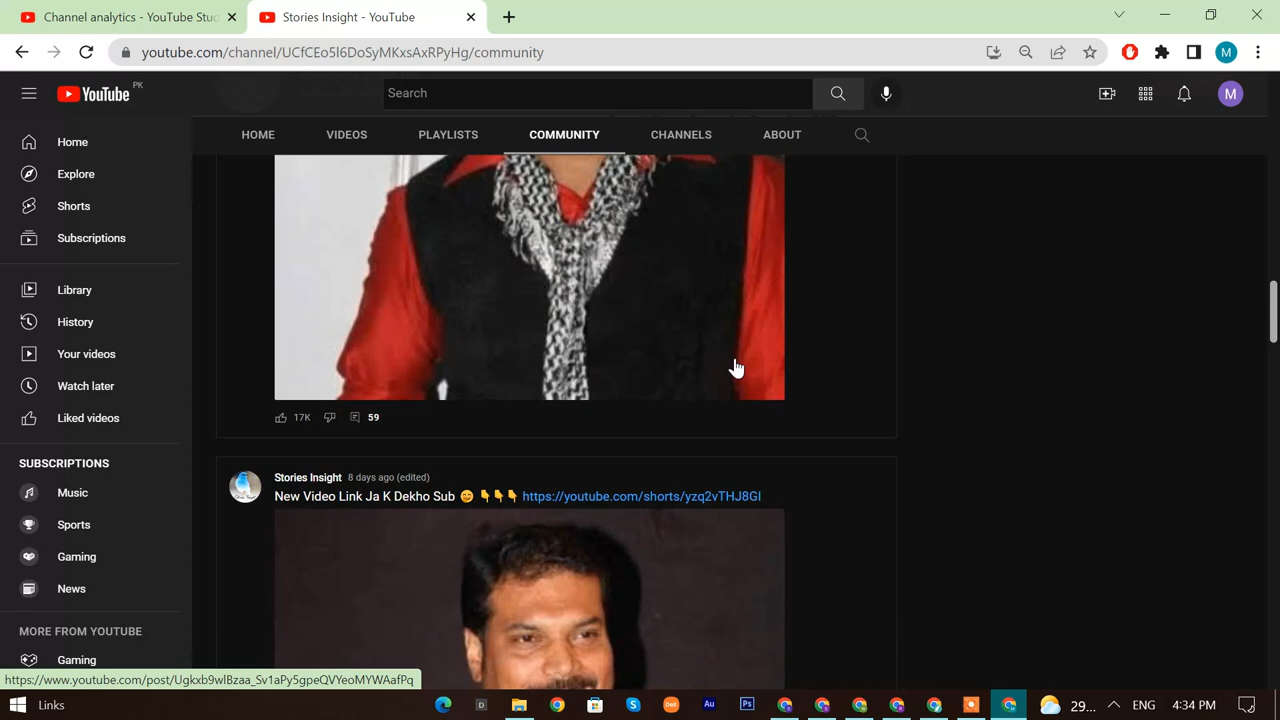 Channel analytics - YouTube Stud
Stories Insight - YouTube
youtube.com/channel/UCfCEo5I6DoSyMKxsAxRPyHg/community
M
YouTube PK
Search
M
HOME VIDEOS PLAYLISTS COMMUNITY CHANNELS ABOUT
Home
Explore
Shorts
Subscriptions
Library
History
Your videos
Watch later
Liked videos
SUBSCRIPTIONS
Music
Sports
Gaming
News
MORE FROM YOUTUBE
Gaming
17K 59
Stories Insight 8 days ago (edited)
New Video Link Ja K Dekho Sub 😊 👇👇👇 https://youtube.com/shorts/yzq2vTHJ8GI
https://www.youtube.com/post/Ugkxb9wlBzaa_Sv1aPy5gpeQVYeoMYWAafPq
Links
D
Au
Ps
29...
ENG
4:34 PM